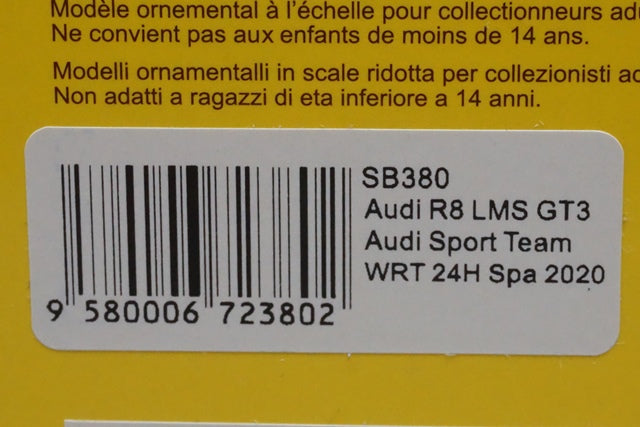 Modèle ornemental à l'échelle pour collectionneurs
Ne convient pas aux enfants de moins de 14 ans.
Modelli ornamentalli in scale ridotta per collezionisti
Non adatti a ragazzi di eta inferiore a 14 anni.
SB380
Audi R8 LMS GT3
Audi Sport Team
WRT 24H Spa 2020
9 580006 723802